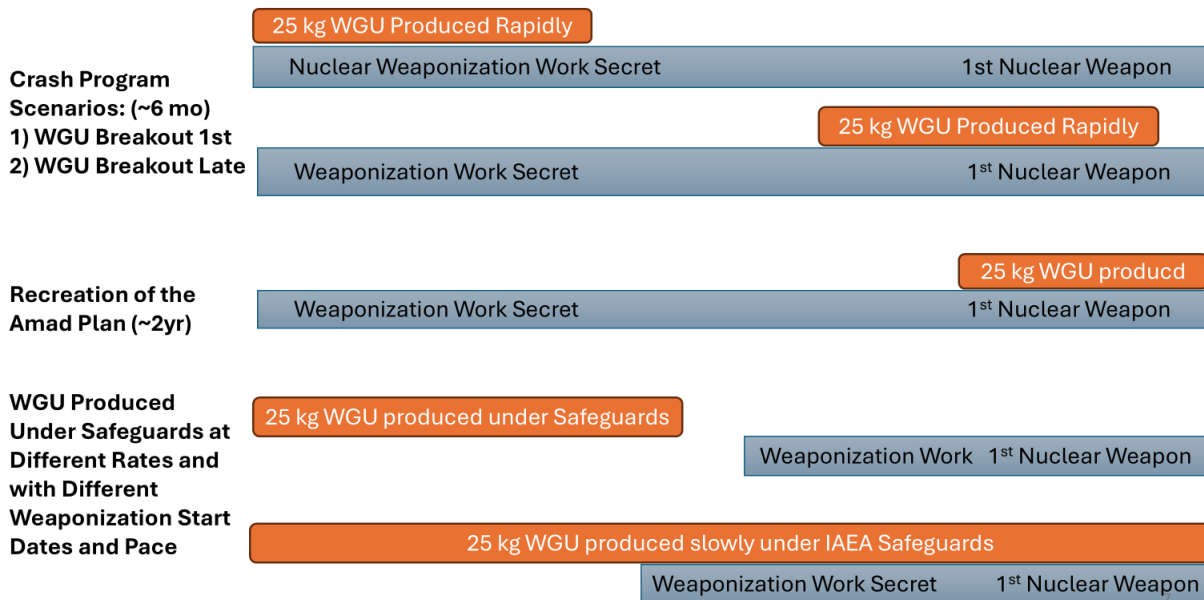 25 kg WGU Produced Rapidly
Nuclear Weaponization Work Secret 1st Nuclear Weapon
Crash Program
Scenarios: (~6 mo)
1) WGU Breakout 1st
2) WGU Breakout Late
25 kg WGU Produced Rapidly
Weaponization Work Secret 1st Nuclear Weapon
25 kg WGU producd
Recreation of the
Amad Plan (~2yr)
Weaponization Work Secret 1st Nuclear Weapon
WGU Produced
Under Safeguards at
Different Rates and
with Different
Weaponization Start
Dates and Pace
25 kg WGU produced under Safeguards
Weaponization Work 1st Nuclear Weapon
25 kg WGU produced slowly under IAEA Safeguards
Weaponization Work Secret 1st Nuclear Weapon